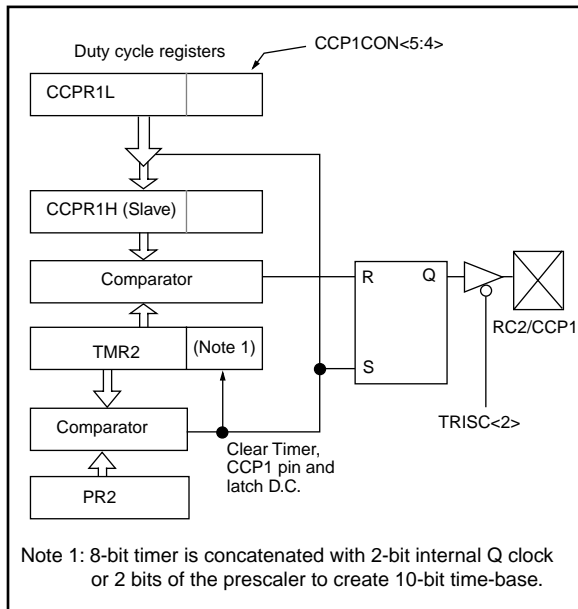 Duty cycle registers
CCP1CON<5:4>
CCPR1L
CCPR1H (Slave)
Comparator
R
Q
RC2/CCP1
TMR2
(Note 1)
S
TRISC<2>
Comparator
Clear Timer,
CCP1 pin and
latch D.C.
PR2
Note 1: 8-bit timer is concatenated with 2-bit internal Q clock
or 2 bits of the prescaler to create 10-bit time-base.